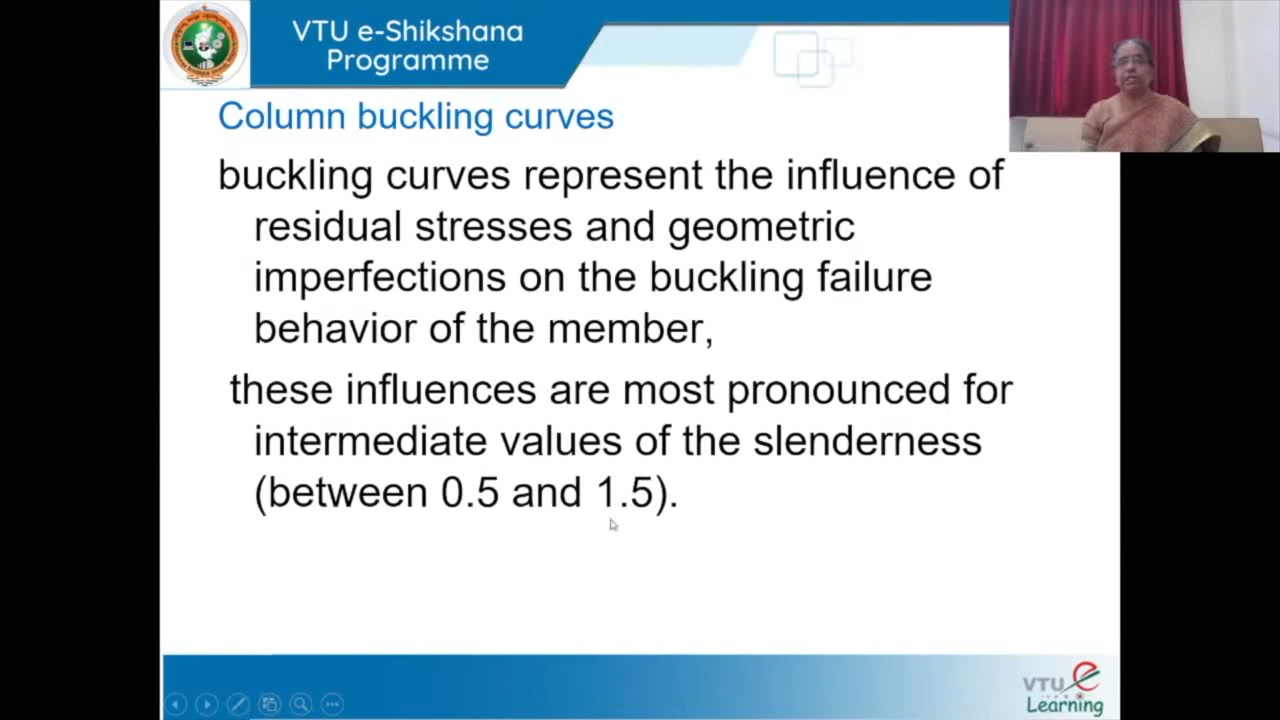 VTU e-Shikshana
Programme
Column buckling curves
buckling curves represent the influence of
residual stresses and geometric
imperfections on the buckling failure
behavior of the member,
these influences are most pronounced for
intermediate values of the slenderness
(between 0.5 and 1.5).
VTU e
Learning